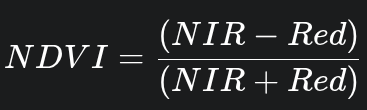 NDVI = (NIR − Red) / (NIR + Red)